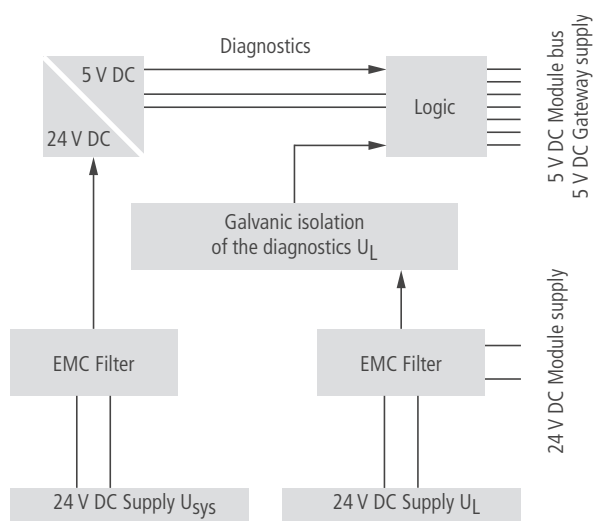 Diagnostics
5 V DC
24 V DC
Logic
5 V DC Module bus
5 V DC Gateway supply
Galvanic isolation
of the diagnostics UL
EMC Filter
EMC Filter
24 V DC Module supply
24 V DC Supply Usys
24 V DC Supply UL